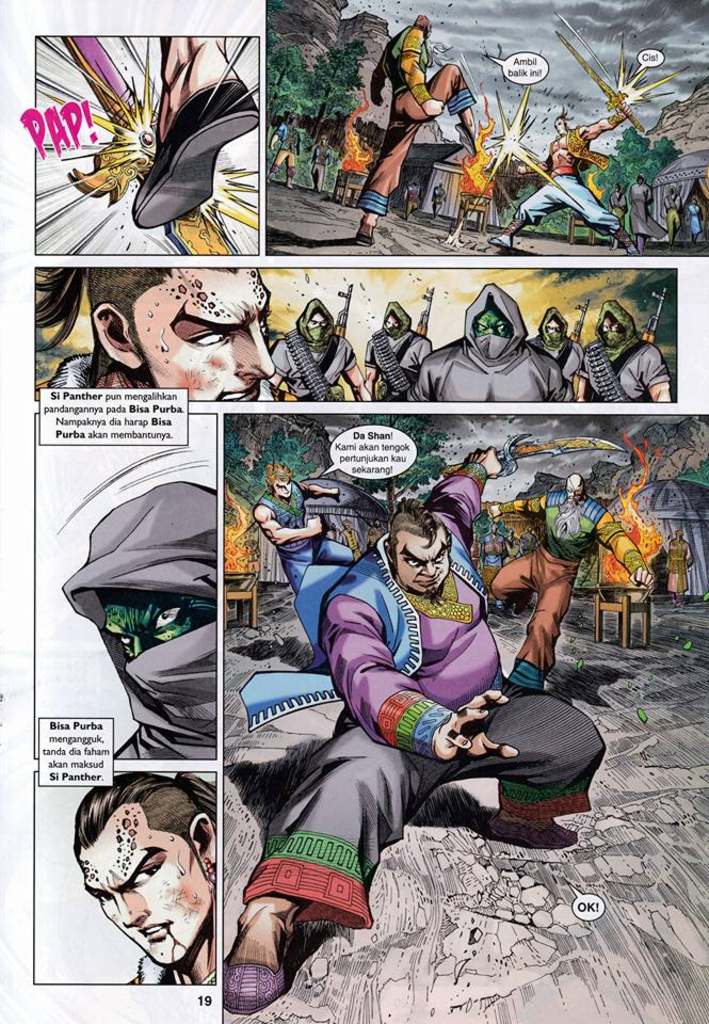 PAP!
Ambil
balik ini!
Cis!
Si Panther pun mengalihkan
pandangannya pada Bisa Purba.
Nampaknya dia harap Bisa
Purba akan membantunya.
Da Shan!
Kami akan tengok
pertunjukan kau
sekarang!
Bisa Purba
mengangguk,
tanda dia faham
akan maksud
Si Panther.
OK!
19